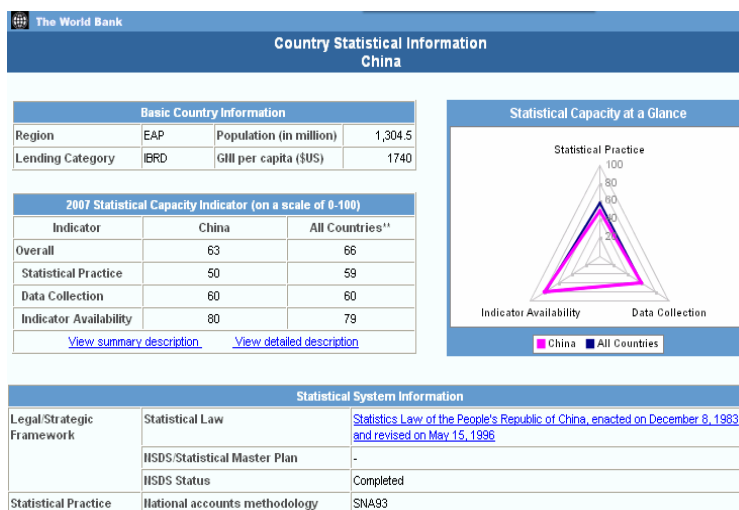 The World Bank
Country Statistical Information
China
Basic Country Information
Region EAP Population (in million) 1,304.5
Lending Category IBRD GNI per capita ($US) 1740
2007 Statistical Capacity Indicator (on a scale of 0-100)
Indicator China All Countries**
Overall 63 66
Statistical Practice 50 59
Data Collection 60 60
Indicator Availability 80 79
View summary description View detailed description
Statistical Capacity at a Glance
Statistical Practice
100
80
60
40
20
Indicator Availability Data Collection
China All Countries
Statistical System Information
Legal/Strategic Framework Statistical Law Statistics Law of the People's Republic of China, enacted on December 8, 1983
and revised on May 15, 1996
NSDS/Statistical Master Plan -
NSDS Status Completed
Statistical Practice National accounts methodology SNA93